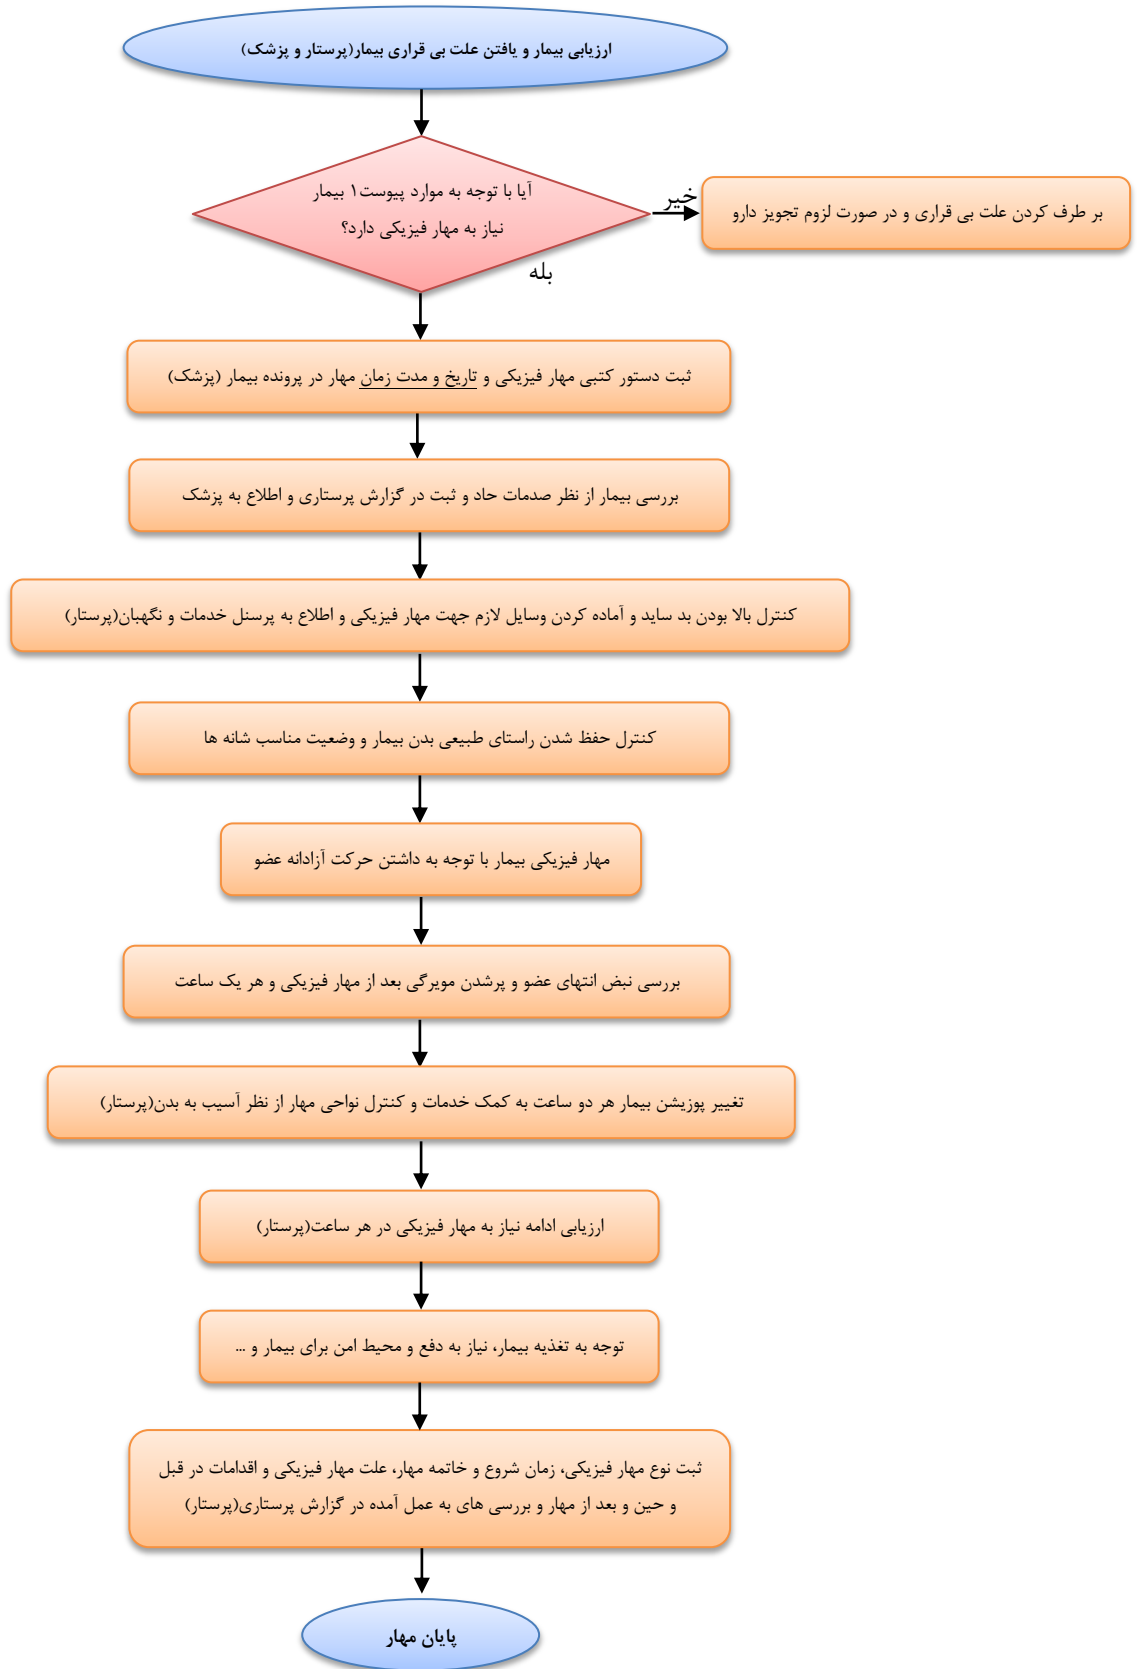 ارزیابی بیمار و یافتن علت بی قراری بیمار(پرستار و پزشک)
آیا با توجه به موارد پیوست۱ بیمار
نیاز به مهار فیزیکی دارد؟
خیر
بر طرف کردن علت بی قراری و در صورت لزوم تجویز دارو
بله
ثبت دستور کتبی مهار فیزیکی و تاریخ و مدت زمان مهار در پرونده بیمار (پزشک)
بررسی بیمار از نظر صدمات حاد و ثبت در گزارش پرستاری و اطلاع به پزشک
کنترل بالا بودن بد ساید و آماده کردن وسایل لازم جهت مهار فیزیکی و اطلاع به پرسنل خدمات و نگهبان(پرستار)
کنترل حفظ شدن راستای طبیعی بدن بیمار و وضعیت مناسب شانه ها
مهار فیزیکی بیمار با توجه به داشتن حرکت آزادانه عضو
بررسی نبض انتهای عضو و پرشدن مویرگی بعد از مهار فیزیکی و هر یک ساعت
تغییر پوزیشن بیمار هر دو ساعت به کمک خدمات و کنترل نواحی مهار از نظر آسیب به بدن(پرستار)
ارزیابی ادامه نیاز به مهار فیزیکی در هر ساعت(پرستار)
توجه به تغذیه بیمار، نیاز به دفع و محیط امن برای بیمار و ...
ثبت نوع مهار فیزیکی، زمان شروع و خاتمه مهار، علت مهار فیزیکی و اقدامات در قبل
و حین و بعد از مهار و بررسی های به عمل آمده در گزارش پرستاری(پرستار)
پایان مهار